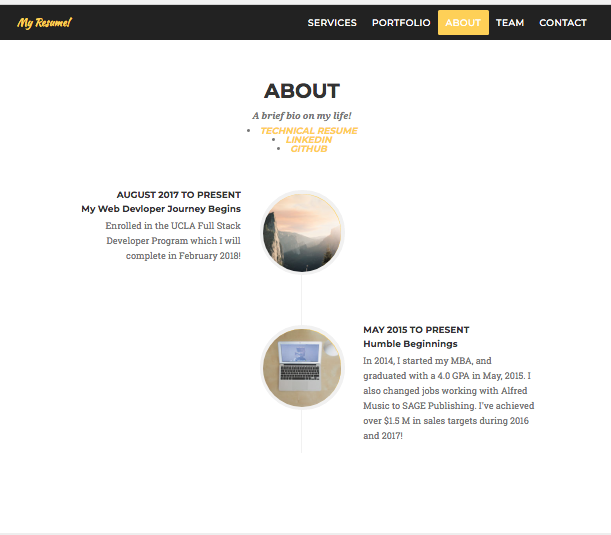 My Resume!
SERVICES PORTFOLIO ABOUT TEAM CONTACT
ABOUT
A brief bio on my life!
• TECHNICAL RESUME
• LINKEDIN
• GITHUB
AUGUST 2017 TO PRESENT
My Web Devloper Journey Begins
Enrolled in the UCLA Full Stack
Developer Program which I will
complete in February 2018!
MAY 2015 TO PRESENT
Humble Beginnings
In 2014, I started my MBA, and
graduated with a 4.0 GPA in May, 2015. I
also changed jobs working with Alfred
Music to SAGE Publishing. I've achieved
over $1.5 M in sales targets during 2016
and 2017!